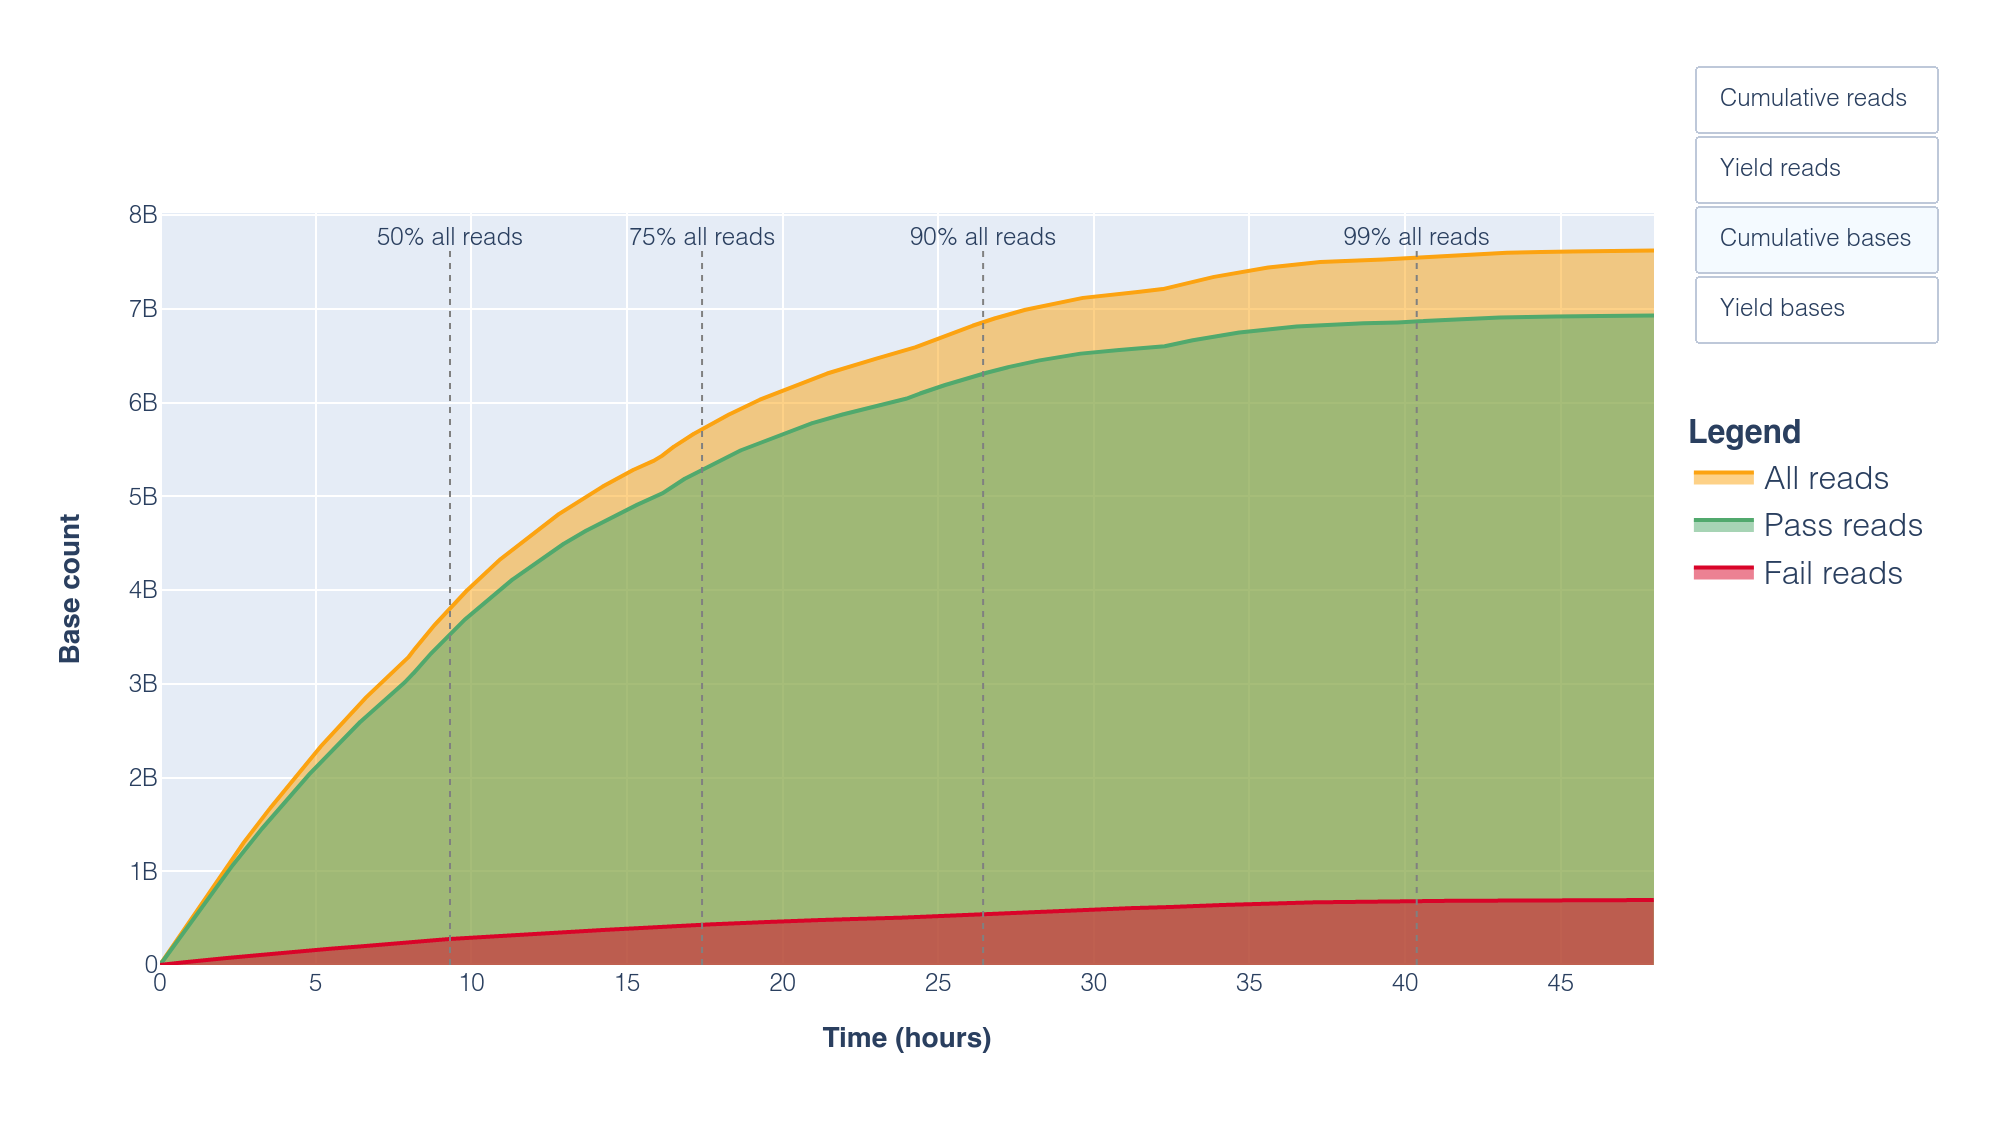 Cumulative reads
Yield reads
Cumulative bases
Yield bases
8B
7B
6B
5B
4B
3B
2B
1B
0
50% all reads
75% all reads
90% all reads
99% all reads
Base count
0
5
10
15
20
25
30
35
40
45
Time (hours)
Legend
All reads
Pass reads
Fail reads